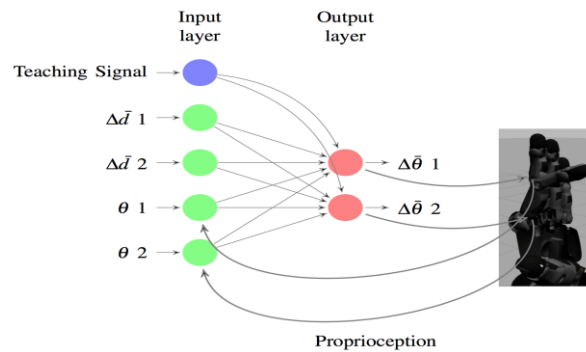 Input
layer
Output
layer
Teaching Signal
Δd̄ 1
Δd̄ 2
θ 1
θ 2
Δθ̄ 1
Δθ̄ 2
Proprioception